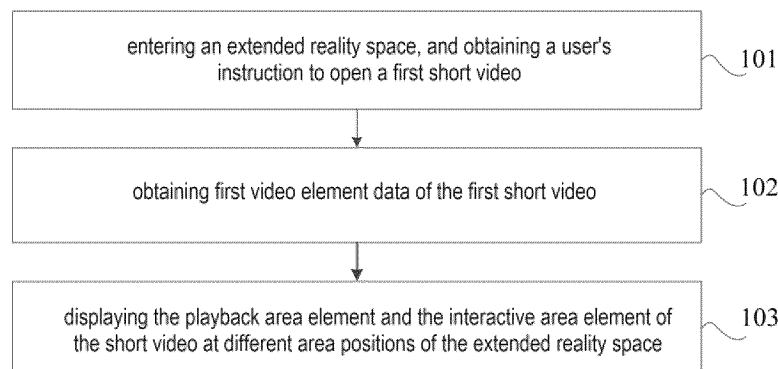 entering an extended reality space, and obtaining a user's
instruction to open a first short video
101
obtaining first video element data of the first short video
102
displaying the playback area element and the interactive area element of
the short video at different area positions of the extended reality space
103